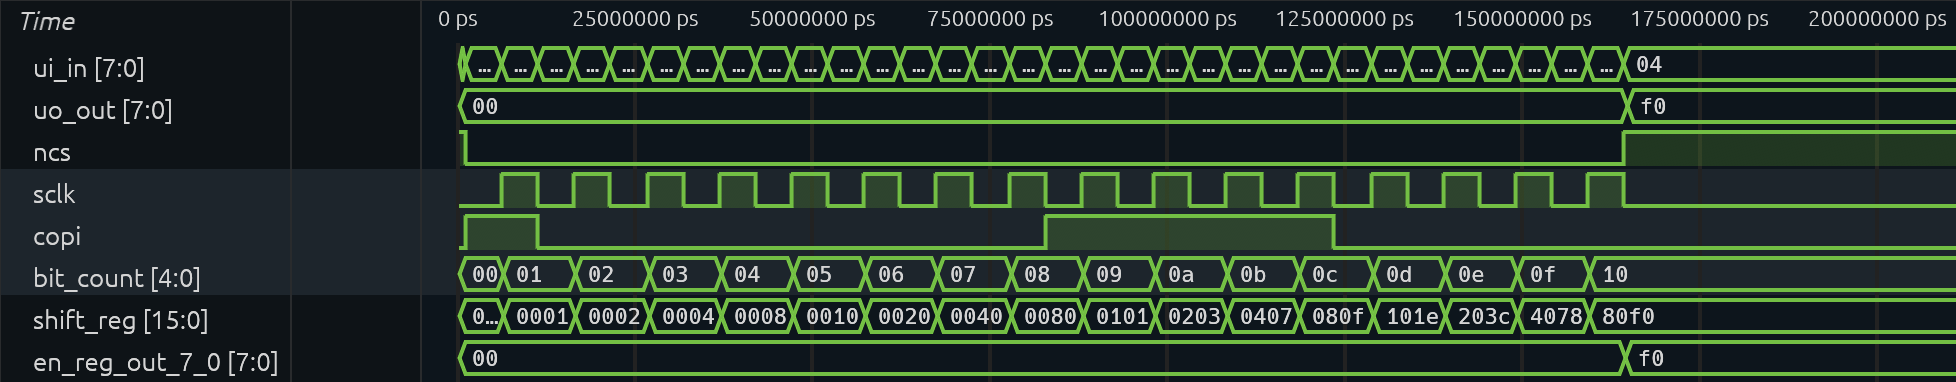 Time 0 ps 25000000 ps 50000000 ps 75000000 ps 100000000 ps 125000000 ps 150000000 ps 175000000 ps 200000000 ps
ui_in [7:0] ... ... ... ... ... ... ... ... ... ... ... ... ... ... ... ... ... ... ... ... ... ... ... ... ... ... ... ... ... ... ... ... 04
uo_out [7:0] 00 f0
ncs
sclk
copi
bit_count [4:0] 00 01 02 03 04 05 06 07 08 09 0a 0b 0c 0d 0e 0f 10
shift_reg [15:0] 0... 0001 0002 0004 0008 0010 0020 0040 0080 0101 0203 0407 080f 101e 203c 4078 80f0
en_reg_out_7_0 [7:0] 00 f0